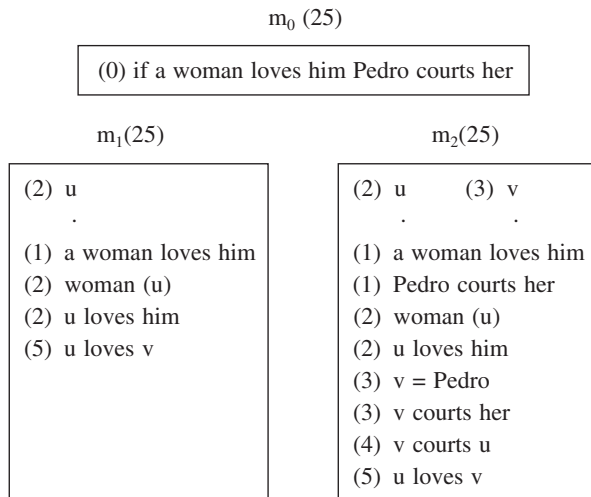 m₀ (25)
(0) if a woman loves him Pedro courts her
m₁(25)
(2) u
.
(1) a woman loves him
(2) woman (u)
(2) u loves him
(5) u loves v
m₂(25)
(2) u (3) v
. .
(1) a woman loves him
(1) Pedro courts her
(2) woman (u)
(2) u loves him
(3) v = Pedro
(3) v courts her
(4) v courts u
(5) u loves v